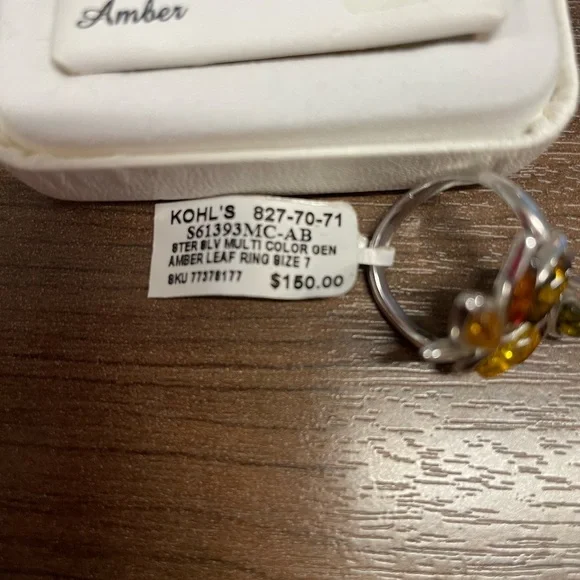 Amber
KOHL'S 827-70-71
S61393MC-AB
STER SLV MULTI COLOR GEN
AMBER LEAF RING SIZE 7
SKU 77378177 $150.00